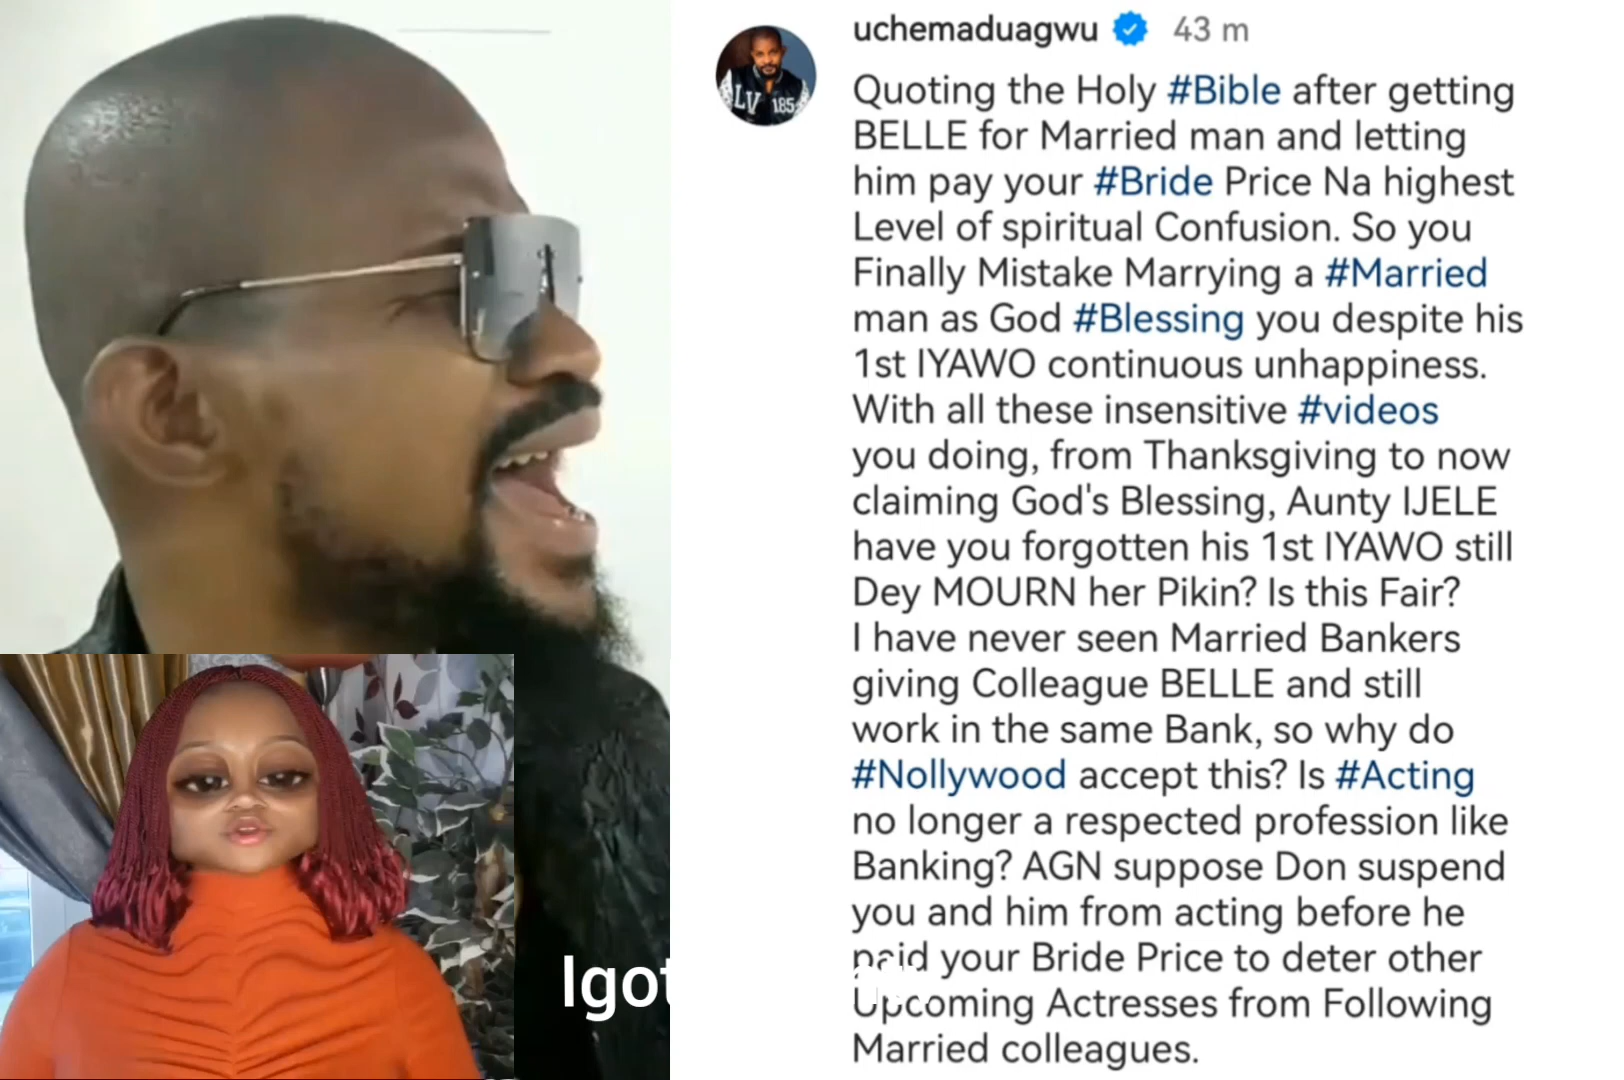 uchemaduagwu 43 m
Quoting the Holy #Bible after getting
BELLE for Married man and letting
him pay your #Bride Price Na highest
Level of spiritual Confusion. So you
Finally Mistake Marrying a #Married
man as God #Blessing you despite his
1st IYAWO continuous unhappiness.
With all these insensitive #videos
you doing, from Thanksgiving to now
claiming God's Blessing, Aunty IJELE
have you forgotten his 1st IYAWO still
Dey MOURN her Pikin? Is this Fair?
I have never seen Married Bankers
giving Colleague BELLE and still
work in the same Bank, so why do
#Nollywood accept this? Is #Acting
no longer a respected profession like
Banking? AGN suppose Don suspend
you and him from acting before he
paid your Bride Price to deter other
Upcoming Actresses from Following
Married colleagues.
LV 185
Igot